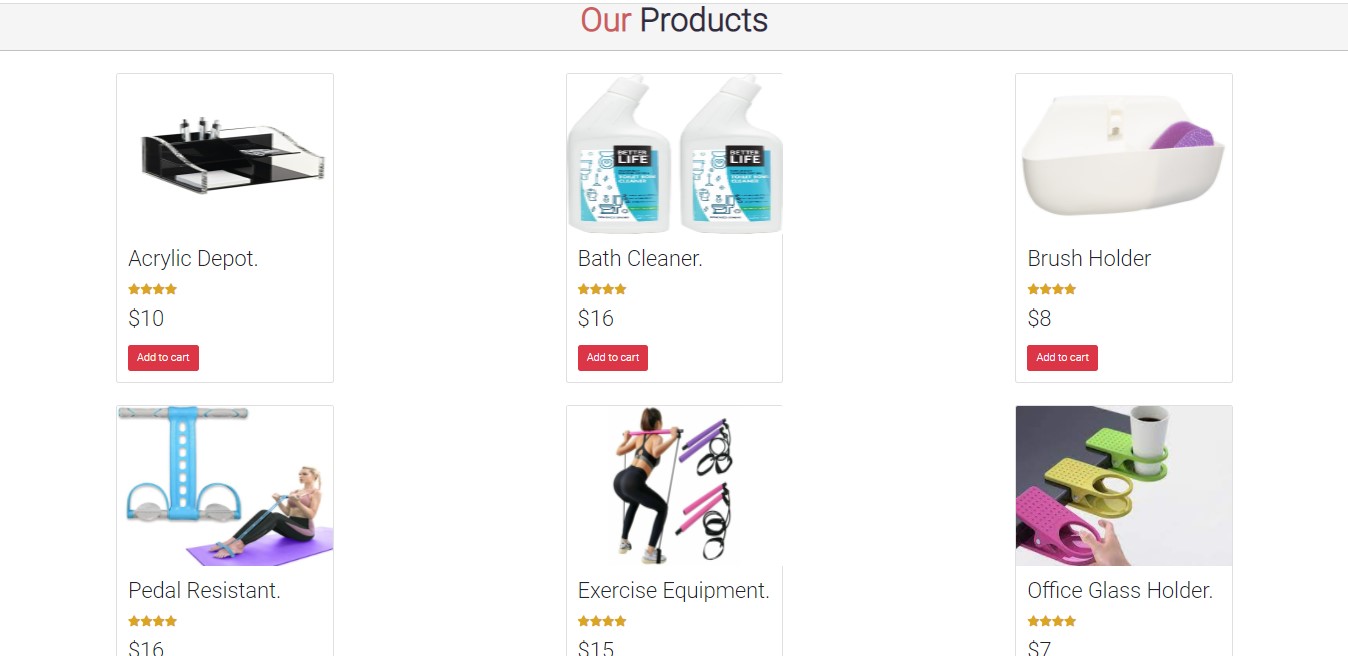 Our Products
BETTER
LIFE
TOILET BOWL
CLEANER
BETTER
LIFE
TOILET BOWL
CLEANER
Acrylic Depot.
Bath Cleaner.
Brush Holder
$10
$16
$8
Add to cart
Add to cart
Add to cart
Pedal Resistant.
Exercise Equipment.
Office Glass Holder.
$16
$15
$7